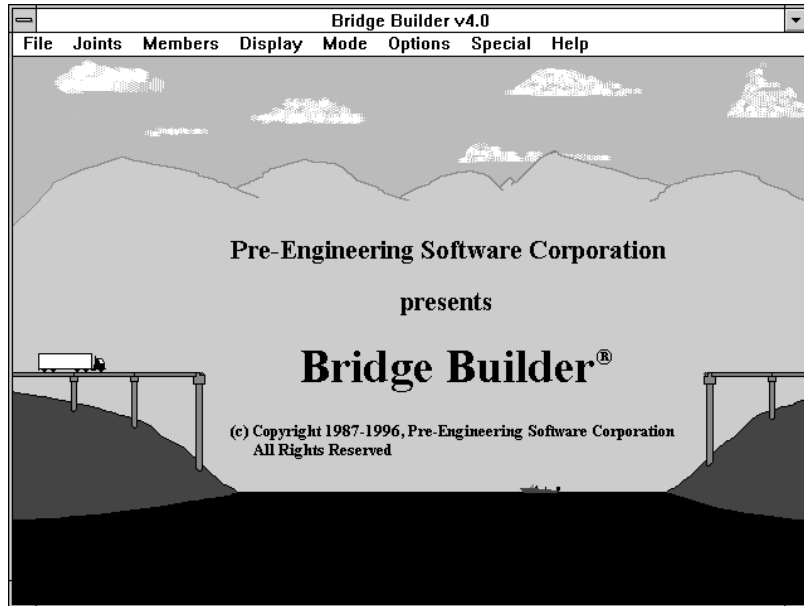 Bridge Builder v4.0
File Joints Members Display Mode Options Special Help
Pre-Engineering Software Corporation
presents
Bridge Builder®
(c) Copyright 1987-1996, Pre-Engineering Software Corporation
All Rights Reserved